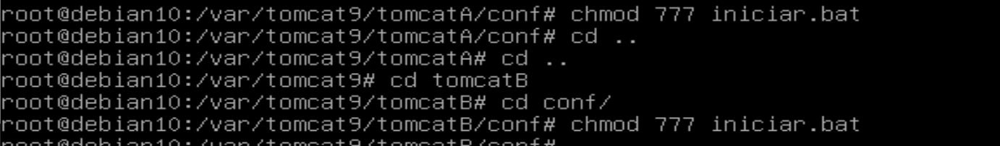 root@debian10:/var/tomcat9/tomcatA/conf# chmod 777 iniciar.bat
root@debian10:/var/tomcat9/tomcatA/conf# cd ..
root@debian10:/var/tomcat9/tomcatA# cd ..
root@debian10:/var/tomcat9# cd tomcatB
root@debian10:/var/tomcat9/tomcatB# cd conf/
root@debian10:/var/tomcat9/tomcatB/conf# chmod 777 iniciar.bat
root@debian10:/var/tomcat9/tomcatB/conf#